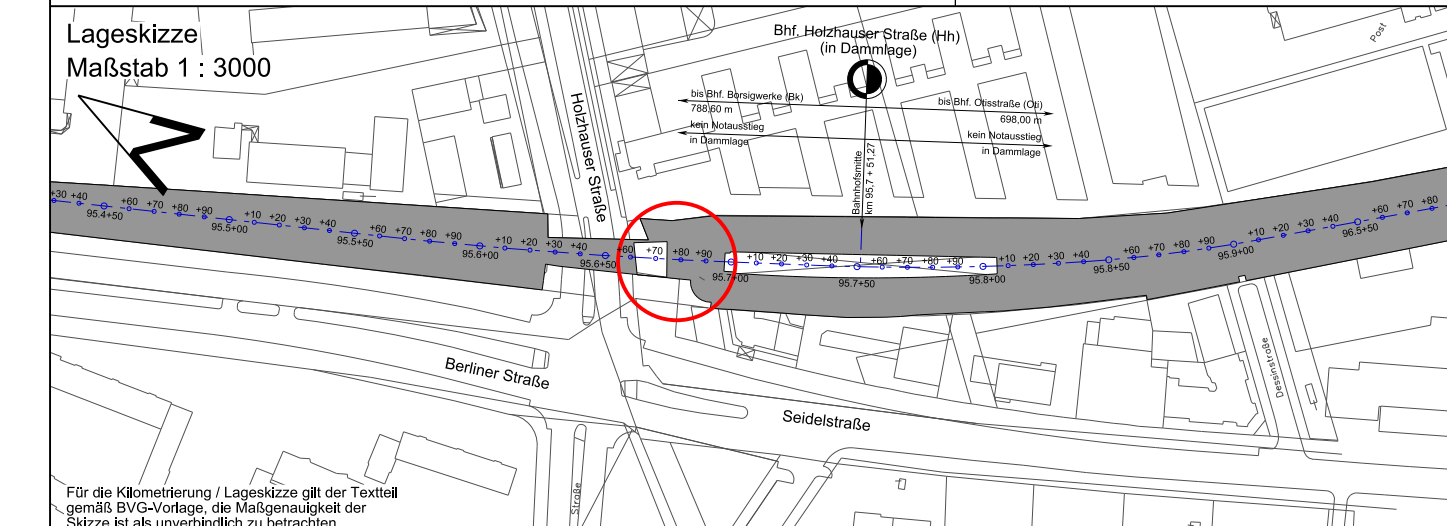 Lageskizze
Maßstab 1 : 3000
Bhf. Holzhauser Straße (Hh)
(in Dammlage)
Post
bis Bhf. Borsigwerke (Bk)
788,60 m
kein Notausstieg
in Dammlage
bis Bhf. Otisstraße (Oti)
698,00 m
kein Notausstieg
in Dammlage
Bahnhofsmitte
km 95,7 + 51,27
Holzhauser Straße
+30 +40 +60 +70 +80 +90 +10 +20 +30 +40 +60 +70 +80 +90 +10 +20 +30 +40 +60 +70 +80 +90 +10 +20 +30 +40 +60 +70 +80 +90 +10 +20 +30 +40 +60 +70 +80 +90 +10 +20 +30 +40 +60 +70 +80
95.4+50 95.5+00 95.5+50 95.6+00 95.6+50 95.7+00 95.7+50 95.8+00 95.8+50 95.9+00 96.5+50
Berliner Straße
Seidelstraße
Dessinstraße
Straße
Für die Kilometrierung / Lageskizze gilt der Textteil
gemäß BVG-Vorlage, die Maßgenauigkeit der
Skizze ist als unverbindlich zu betrachten